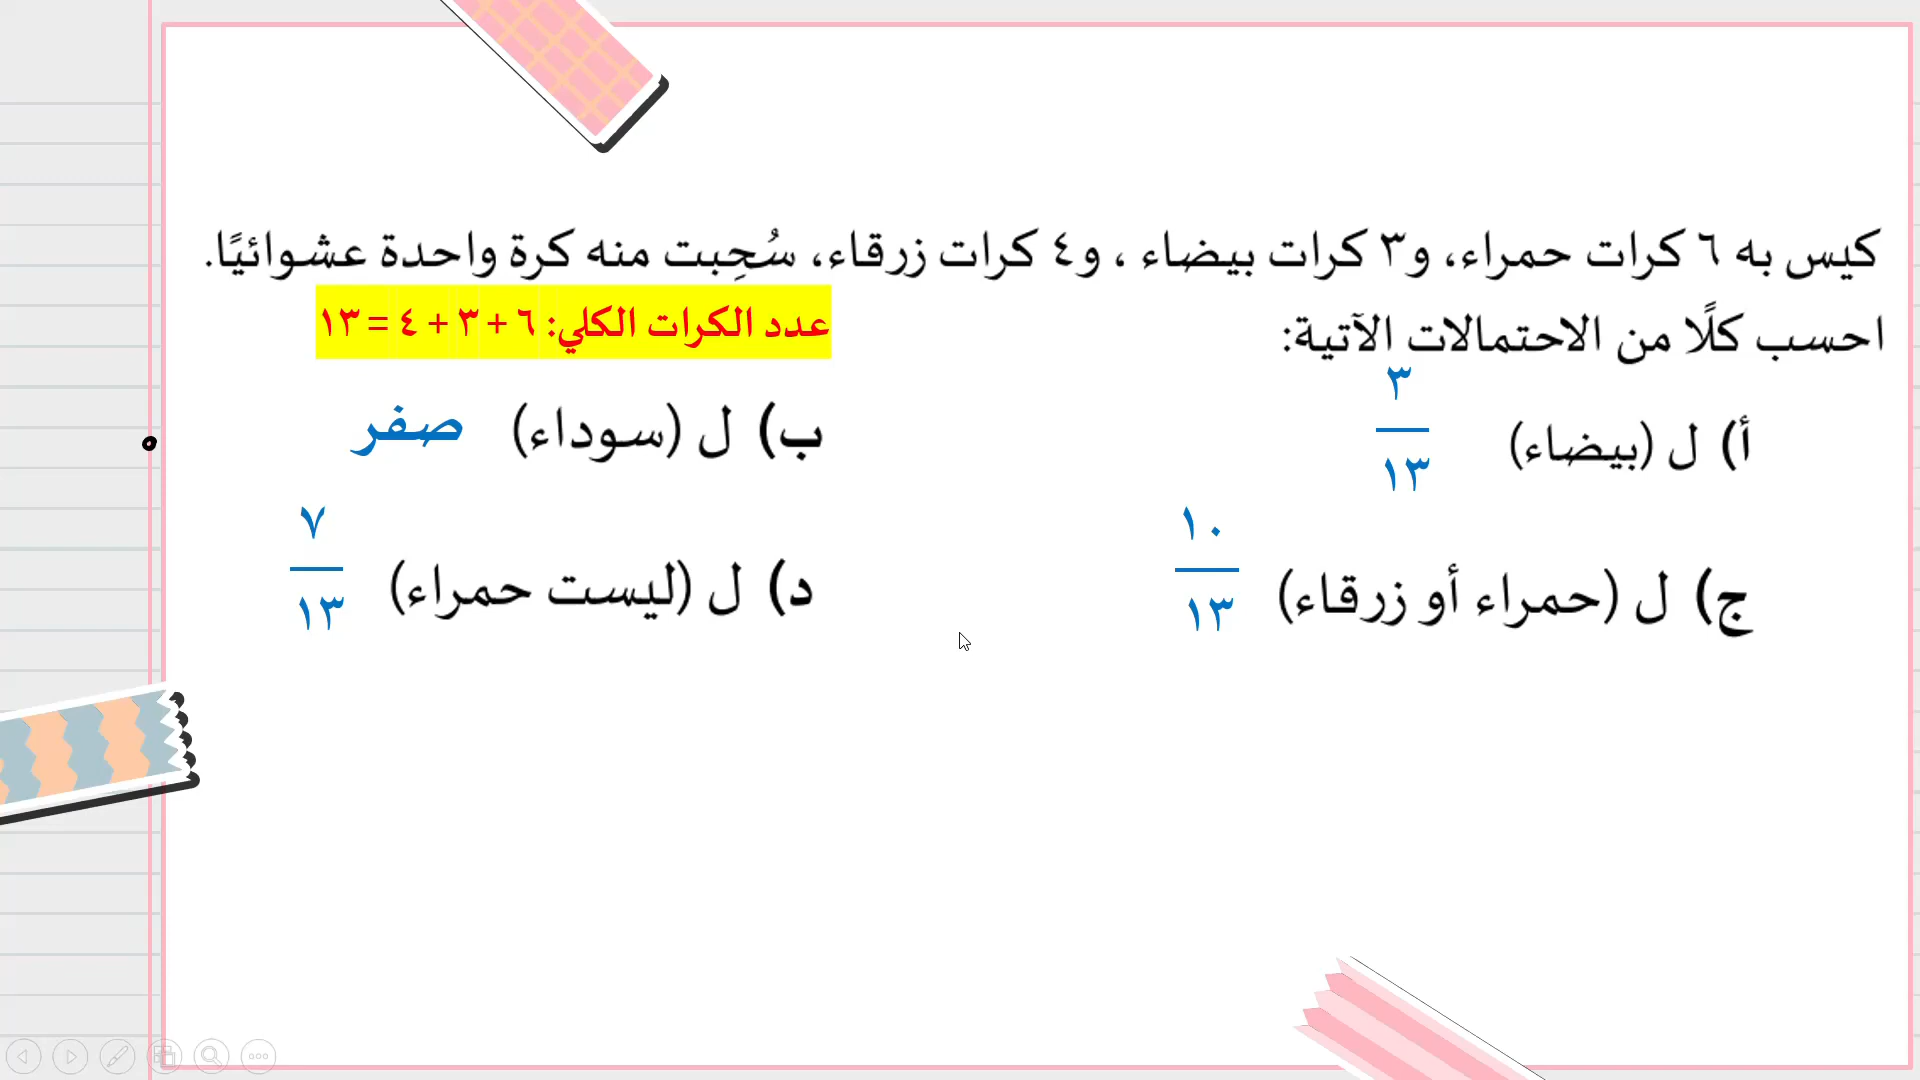 كيس به ٦ كرات حمراء، و٣ كرات بيضاء ، و٤ كرات زرقاء، سُحِبت منه كرة واحدة عشوائيًا.
احسب كلًا من الاحتمالات الآتية:
عدد الكرات الكلي: ٦ + ٣ + ٤ = ١٣
أ) ل (بيضاء)
٣
١٣
ب) ل (سوداء) صفر
ج) ل (حمراء أو زرقاء)
١٠
١٣
د) ل (ليست حمراء)
٧
١٣